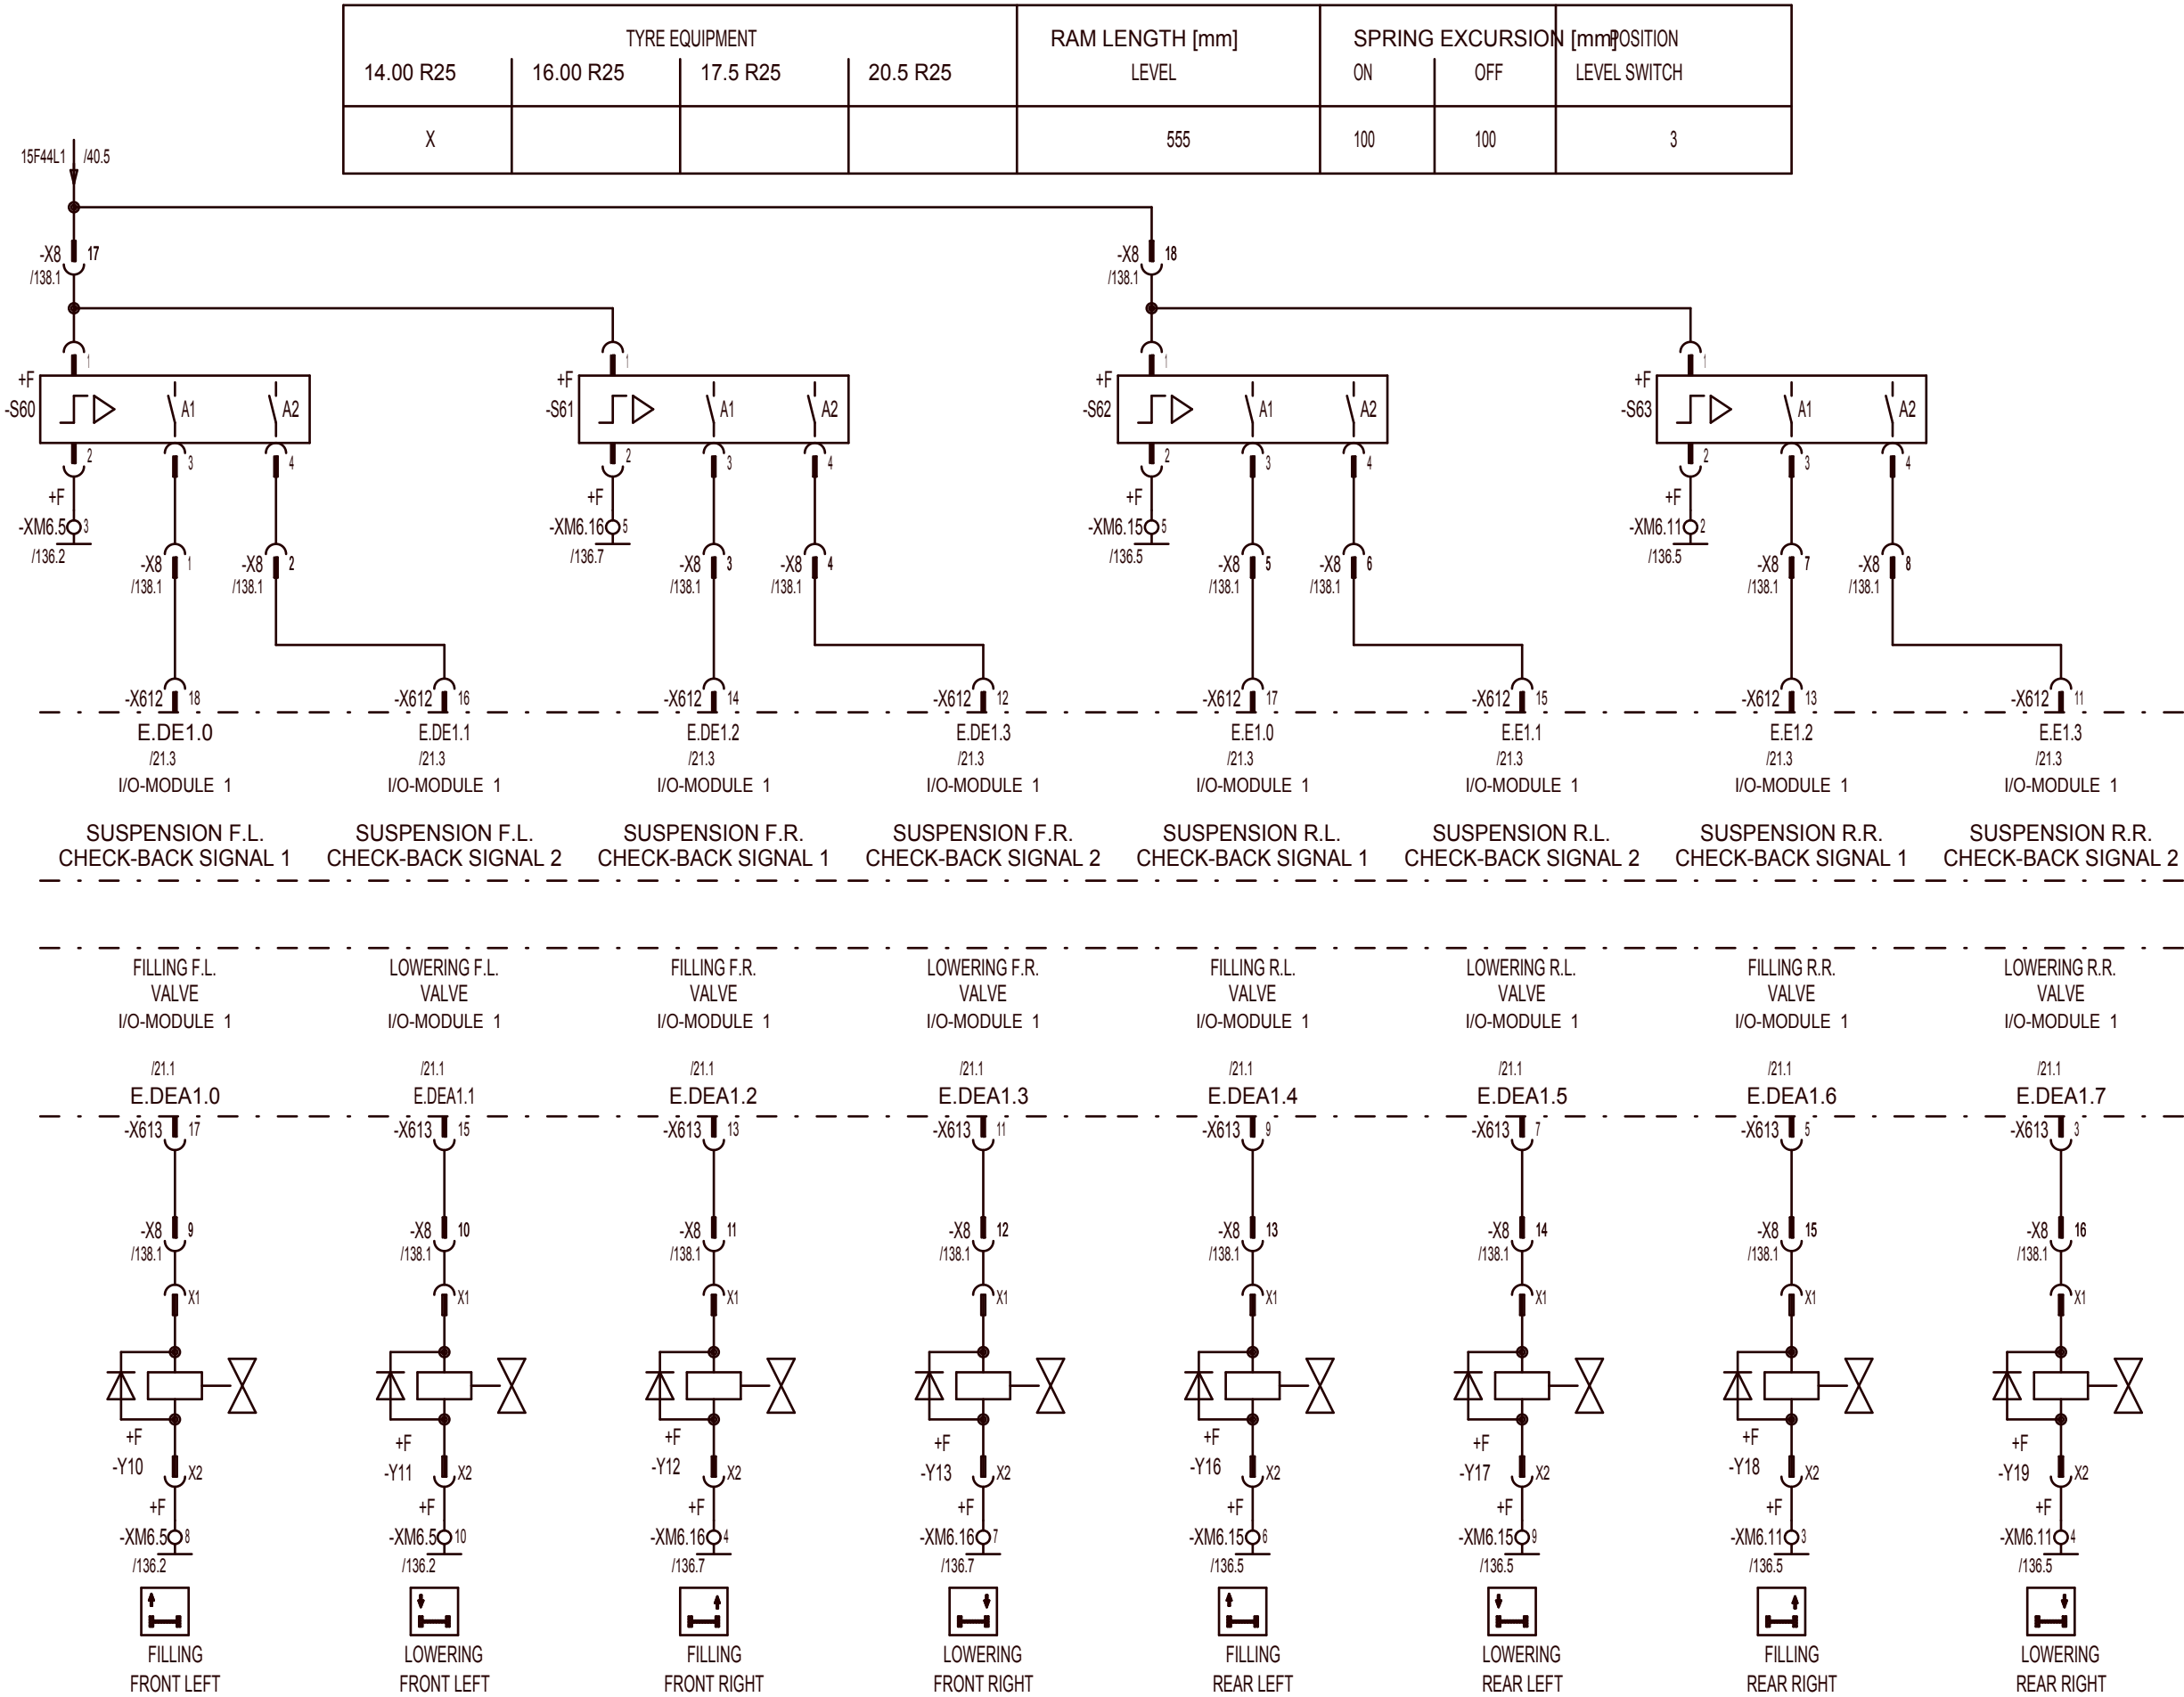 TYRE EQUIPMENT RAM LENGTH [mm] SPRING EXCURSION [mm] POSITION
14.00 R25 16.00 R25 17.5 R25 20.5 R25 LEVEL ON OFF LEVEL SWITCH
X 555 100 100 3
15F44L1 /40.5
-X8 17 -X8 18
/138.1 /138.1
1 1 1 1
+F +F +F +F
-S60 A1 A2 -S61 A1 A2 -S62 A1 A2 -S63 A1 A2
2 3 4 2 3 4 2 3 4 2 3 4
+F +F +F +F
-XM6.5 3 -XM6.16 5 -XM6.15 5 -XM6.11 2
/136.2 /136.7 /136.5 /136.5
-X8 1 -X8 2 -X8 3 -X8 4 -X8 5 -X8 6 -X8 7 -X8 8
/138.1 /138.1 /138.1 /138.1 /138.1 /138.1 /138.1 /138.1
-X612 18 -X612 16 -X612 14 -X612 12 -X612 17 -X612 15 -X612 13 -X612 11
E.DE1.0 E.DE1.1 E.DE1.2 E.DE1.3 E.E1.0 E.E1.1 E.E1.2 E.E1.3
/21.3 /21.3 /21.3 /21.3 /21.3 /21.3 /21.3 /21.3
I/O-MODULE 1 I/O-MODULE 1 I/O-MODULE 1 I/O-MODULE 1 I/O-MODULE 1 I/O-MODULE 1 I/O-MODULE 1 I/O-MODULE 1
SUSPENSION F.L. SUSPENSION F.L. SUSPENSION F.R. SUSPENSION F.R. SUSPENSION R.L. SUSPENSION R.L. SUSPENSION R.R. SUSPENSION R.R.
CHECK-BACK SIGNAL 1 CHECK-BACK SIGNAL 2 CHECK-BACK SIGNAL 1 CHECK-BACK SIGNAL 2 CHECK-BACK SIGNAL 1 CHECK-BACK SIGNAL 2 CHECK-BACK SIGNAL 1 CHECK-BACK SIGNAL 2
FILLING F.L. LOWERING F.L. FILLING F.R. LOWERING F.R. FILLING R.L. LOWERING R.L. FILLING R.R. LOWERING R.R.
VALVE VALVE VALVE VALVE VALVE VALVE VALVE VALVE
I/O-MODULE 1 I/O-MODULE 1 I/O-MODULE 1 I/O-MODULE 1 I/O-MODULE 1 I/O-MODULE 1 I/O-MODULE 1 I/O-MODULE 1
/21.1 /21.1 /21.1 /21.1 /21.1 /21.1 /21.1 /21.1
E.DEA1.0 E.DEA1.1 E.DEA1.2 E.DEA1.3 E.DEA1.4 E.DEA1.5 E.DEA1.6 E.DEA1.7
-X613 17 -X613 15 -X613 13 -X613 11 -X613 9 -X613 7 -X613 5 -X613 3
-X8 9 -X8 10 -X8 11 -X8 12 -X8 13 -X8 14 -X8 15 -X8 16
/138.1 /138.1 /138.1 /138.1 /138.1 /138.1 /138.1 /138.1
X1 X1 X1 X1 X1 X1 X1 X1
+F +F +F +F +F +F +F +F
-Y10 X2 -Y11 X2 -Y12 X2 -Y13 X2 -Y16 X2 -Y17 X2 -Y18 X2 -Y19 X2
+F +F +F +F +F +F +F +F
-XM6.5 8 -XM6.5 10 -XM6.16 4 -XM6.16 7 -XM6.15 6 -XM6.15 9 -XM6.11 3 -XM6.11 4
/136.2 /136.2 /136.7 /136.7 /136.5 /136.5 /136.5 /136.5
FILLING LOWERING FILLING LOWERING FILLING LOWERING FILLING LOWERING
FRONT LEFT FRONT LEFT FRONT RIGHT FRONT RIGHT REAR LEFT REAR LEFT REAR RIGHT REAR RIGHT